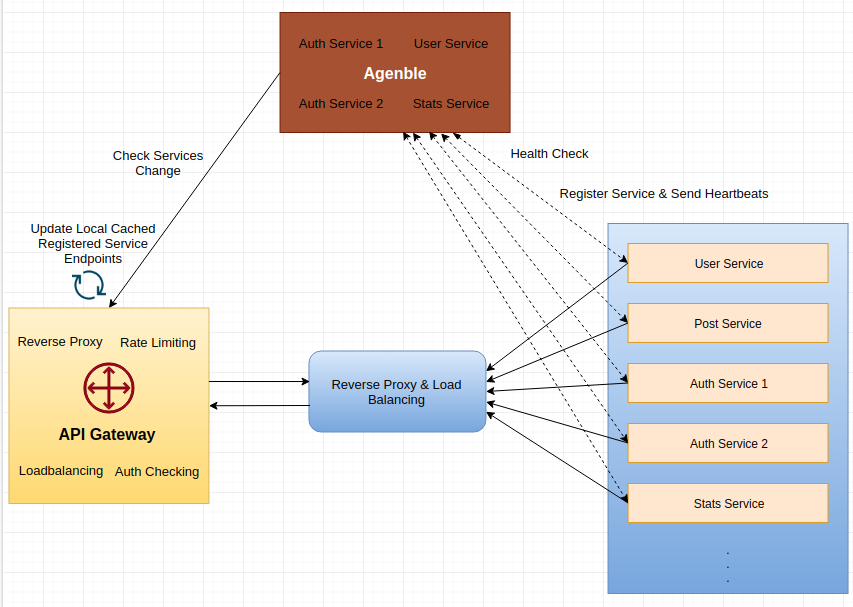 Auth Service 1
User Service
Agenble
Auth Service 2
Stats Service
Check Services
Change
Health Check
Register Service & Send Heartbeats
Update Local Cached
Registered Service
Endpoints
Reverse Proxy
Rate Limiting
API Gateway
Loadbalancing
Auth Checking
Reverse Proxy & Load
Balancing
User Service
Post Service
Auth Service 1
Auth Service 2
Stats Service
.
.
.